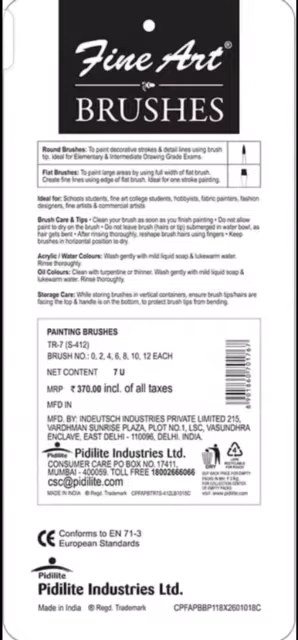 Fine Art®
BRUSHES
Round Brushes: To paint decorative strokes & detail lines using brush
tip. Ideal for Elementary & Intermediate Drawing Grade Exams.
Flat Brushes: To paint large areas by using full width of flat brush.
Create fine lines using edge of flat brush. Ideal for one stroke painting.
Ideal for: Schools students, fine art college students, hobbyists, fabric painters, fashion
designers, fine artists & commercial artists
Brush Care & Tips • Clean your brush as soon as you finish painting • Do not allow
paint to dry on the brush • Do not leave brush (hairs or tip) submerged in water bowl, as
hair gets bent • After rinsing thoroughly, reshape brush hairs using fingers • Keep
brushes in horizontal position to dry.
Acrylic / Water Colours: Wash gently with mild liquid soap & lukewarm water.
Rinse thoroughly.
Oil Colours: Clean with turpentine or thinner. Wash gently with mild liquid soap &
lukewarm water. Rinse thoroughly.
Storage Care: While storing brushes in vertical containers, ensure brush tips/hairs are
facing the top & handle is on the bottom, to protect brush tips from bending.
PAINTING BRUSHES
TR-7 (S-412)
BRUSH NO.: 0, 2, 4, 6, 8, 10, 12 EACH
NET CONTENT 7 U
MRP ₹ 370.00 incl. of all taxes
MFD IN
MFD. BY: INDEUTSCH INDUSTRIES PRIVATE LIMITED 215,
VARDHMAN SUNRISE PLAZA, PLOT NO.1, LSC, VASUNDHRA
ENCLAVE, EAST DELHI - 110096, DELHI. INDIA.
Pidilite Pidilite Industries Ltd.
CONSUMER CARE PO BOX NO. 17411,
MUMBAI - 400059. TOLL FREE 18002666066
csc@pidilite.com
MADE IN INDIA ® Regd. Trademark
KEEP DRY
LDPE
RECYCLABLE
visit: www.pidilite.com
CE Conforms to EN 71-3
European Standards
Pidilite
Pidilite Industries Ltd.
Made in India ® Regd. Trademark CPFAPBBP118X2601018C